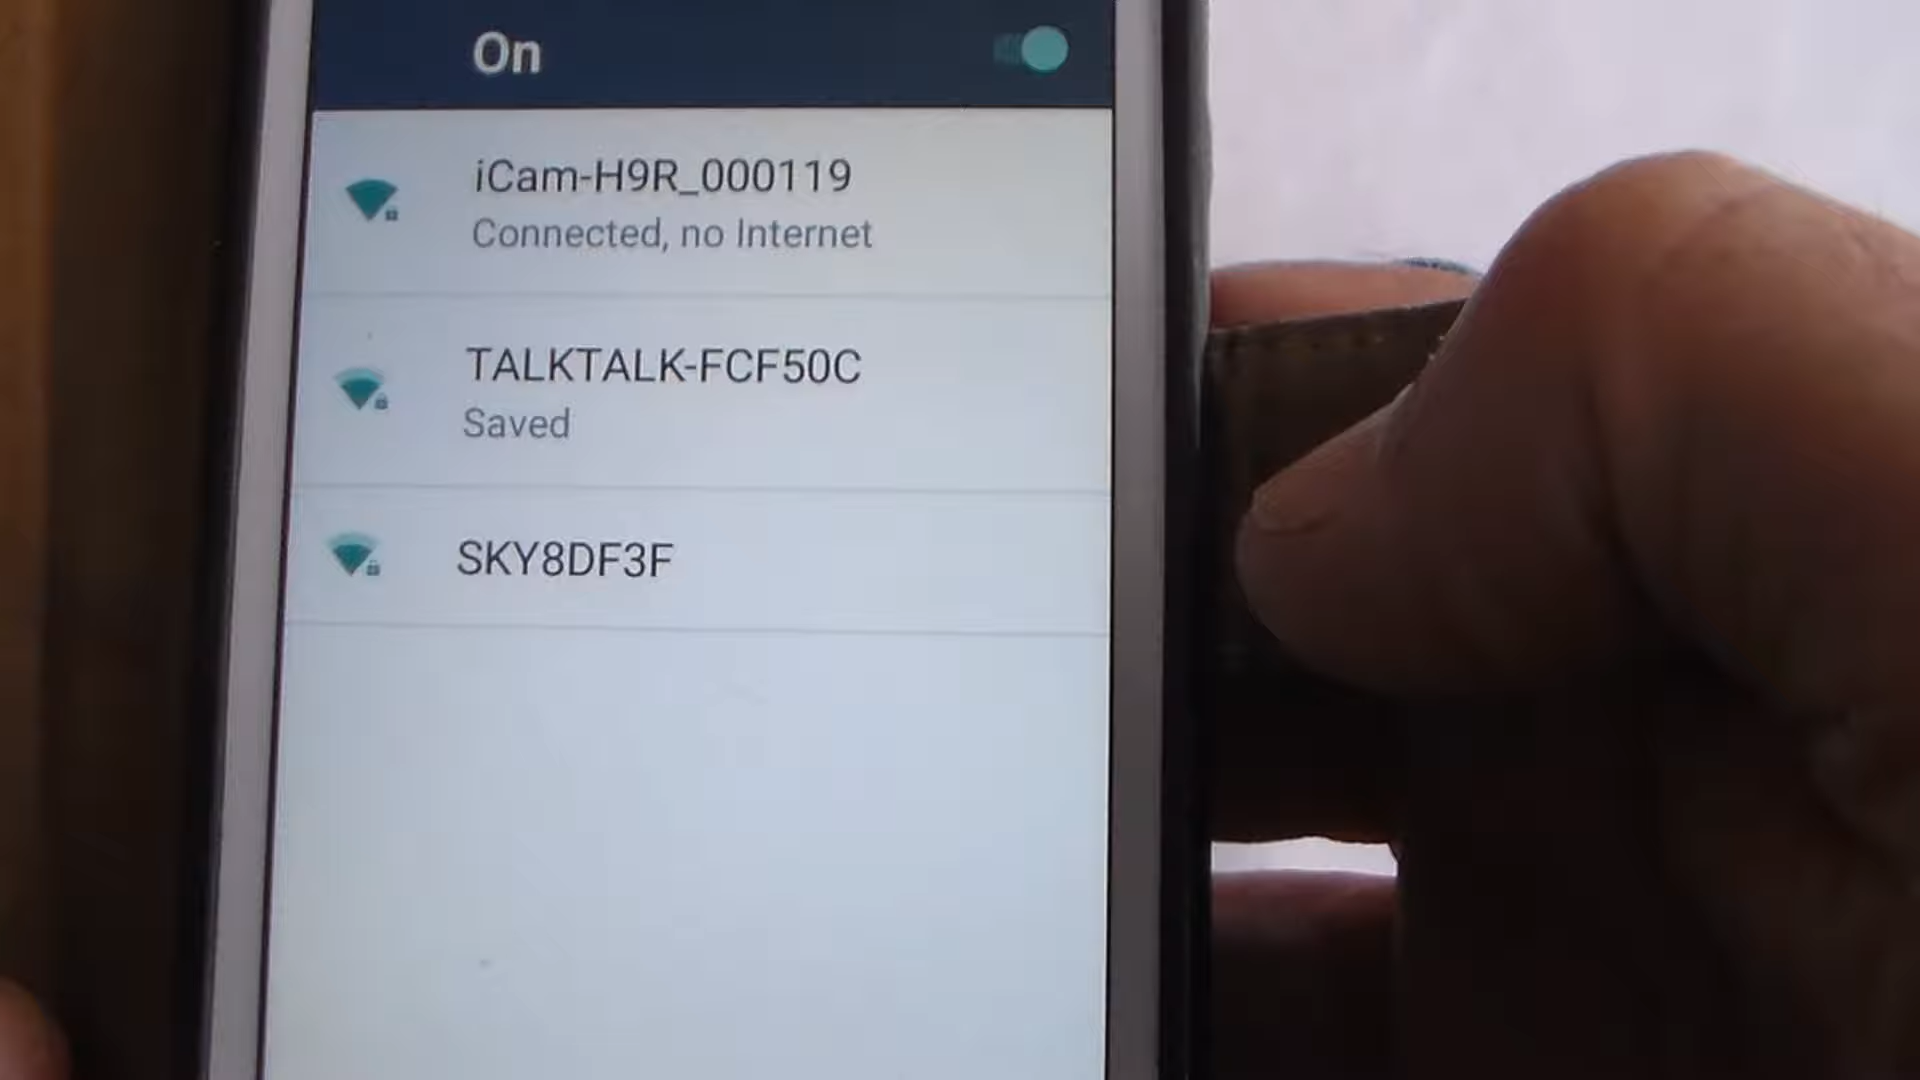 On
iCam-H9R_000119
Connected, no Internet
TALKTALK-FCF50C
Saved
SKY8DF3F